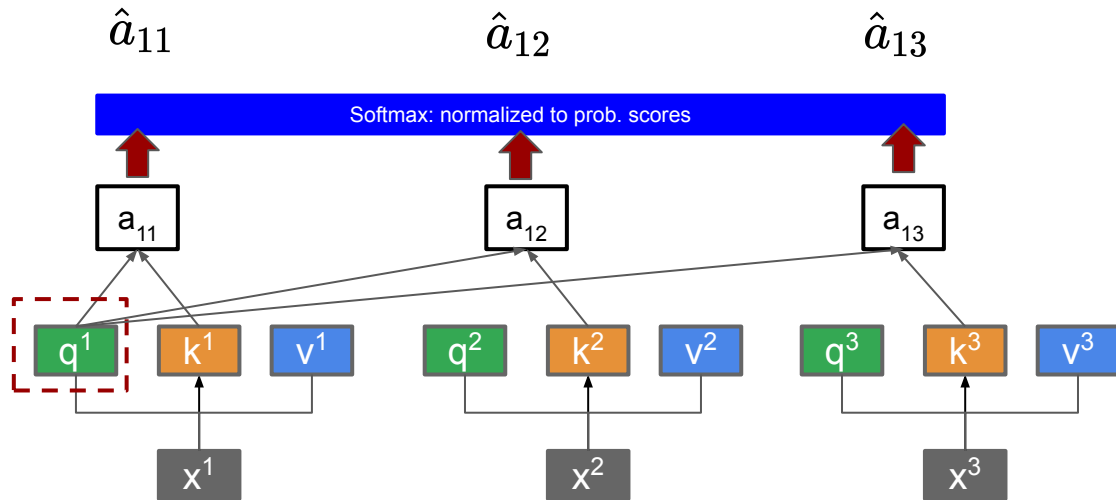 â₁₁ â₁₂ â₁₃
Softmax: normalized to prob. scores
a₁₁ a₁₂ a₁₃
q¹ k¹ v¹ q² k² v² q³ k³ v³
x¹ x² x³